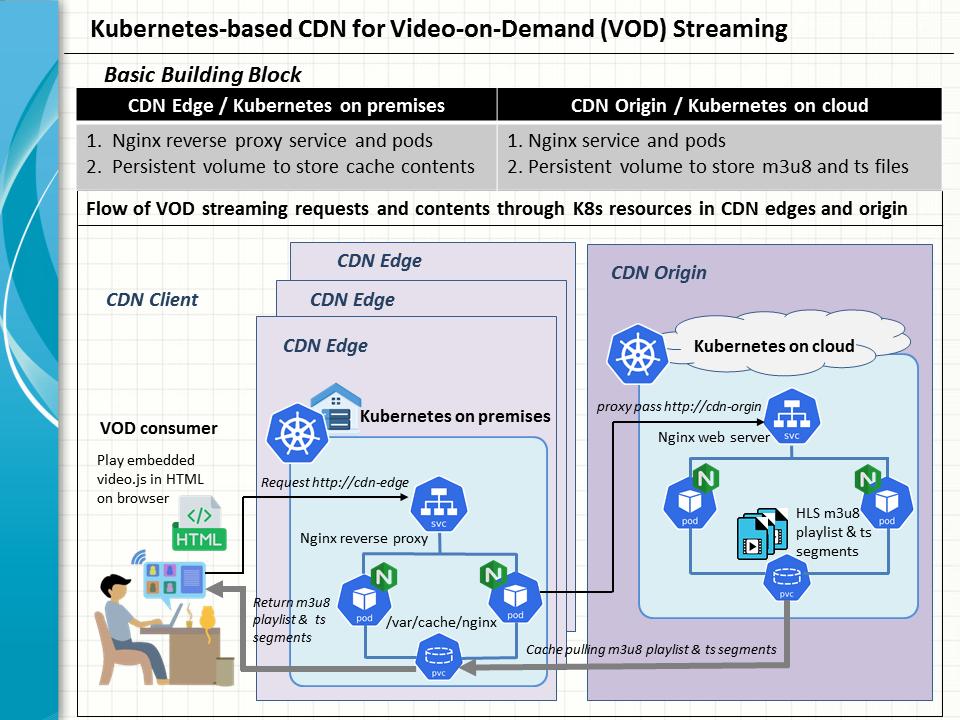 Kubernetes-based CDN for Video-on-Demand (VOD) Streaming
Basic Building Block
CDN Edge / Kubernetes on premises
CDN Origin / Kubernetes on cloud
1. Nginx reverse proxy service and pods
2. Persistent volume to store cache contents
1. Nginx service and pods
2. Persistent volume to store m3u8 and ts files
Flow of VOD streaming requests and contents through K8s resources in CDN edges and origin
CDN Client
CDN Edge
CDN Edge
CDN Edge
CDN Origin
Kubernetes on cloud
Kubernetes on premises
VOD consumer
Play embedded
video.js in HTML
on browser
</>
HTML
Request http://cdn-edge
svc
Nginx reverse proxy
N
N
pod
pod
/var/cache/nginx
pvc
Return m3u8
playlist & ts
segments
proxy pass http://cdn-orgin
svc
Nginx web server
N
N
pod
pod
HLS m3u8
playlist & ts
segments
pvc
Cache pulling m3u8 playlist & ts segments